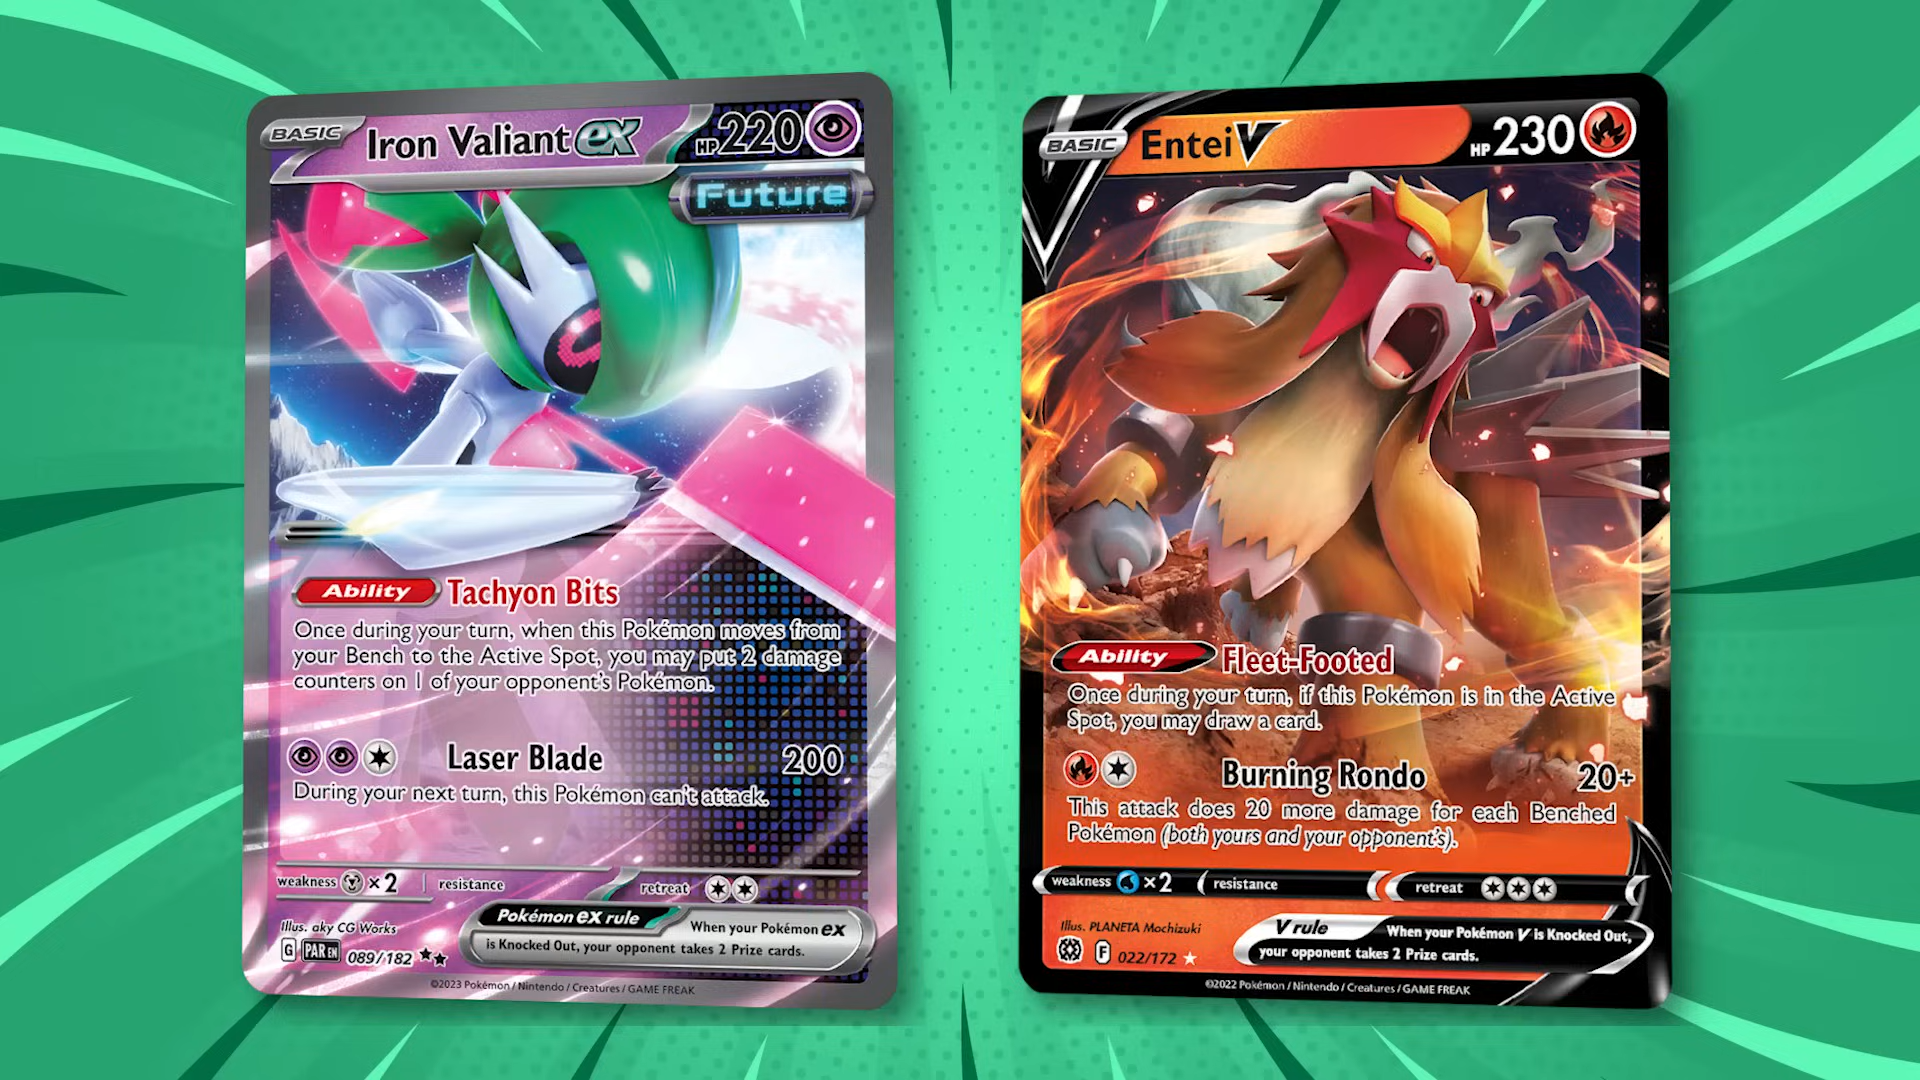 BASIC Iron Valiant ex HP 220
Future
Ability Tachyon Bits
Once during your turn, when this Pokémon moves from
your Bench to the Active Spot, you may put 2 damage
counters on 1 of your opponent's Pokémon.
Laser Blade 200
During your next turn, this Pokémon can't attack.
weakness ×2 resistance retreat
Pokémon ex rule When your Pokémon ex
is Knocked Out, your opponent takes 2 Prize cards.
Illus. aky CG Works
G PAR EN 089/182
©2023 Pokémon / Nintendo / Creatures / GAME FREAK
BASIC Entei V HP 230
Ability Fleet-Footed
Once during your turn, if this Pokémon is in the Active
Spot, you may draw a card.
Burning Rondo 20+
This attack does 20 more damage for each Benched
Pokémon (both yours and your opponent's).
weakness ×2 resistance retreat
Illus. PLANETA Mochizuki
V rule When your Pokémon V is Knocked Out,
your opponent takes 2 Prize cards.
F 022/172
©2022 Pokémon / Nintendo / Creatures / GAME FREAK